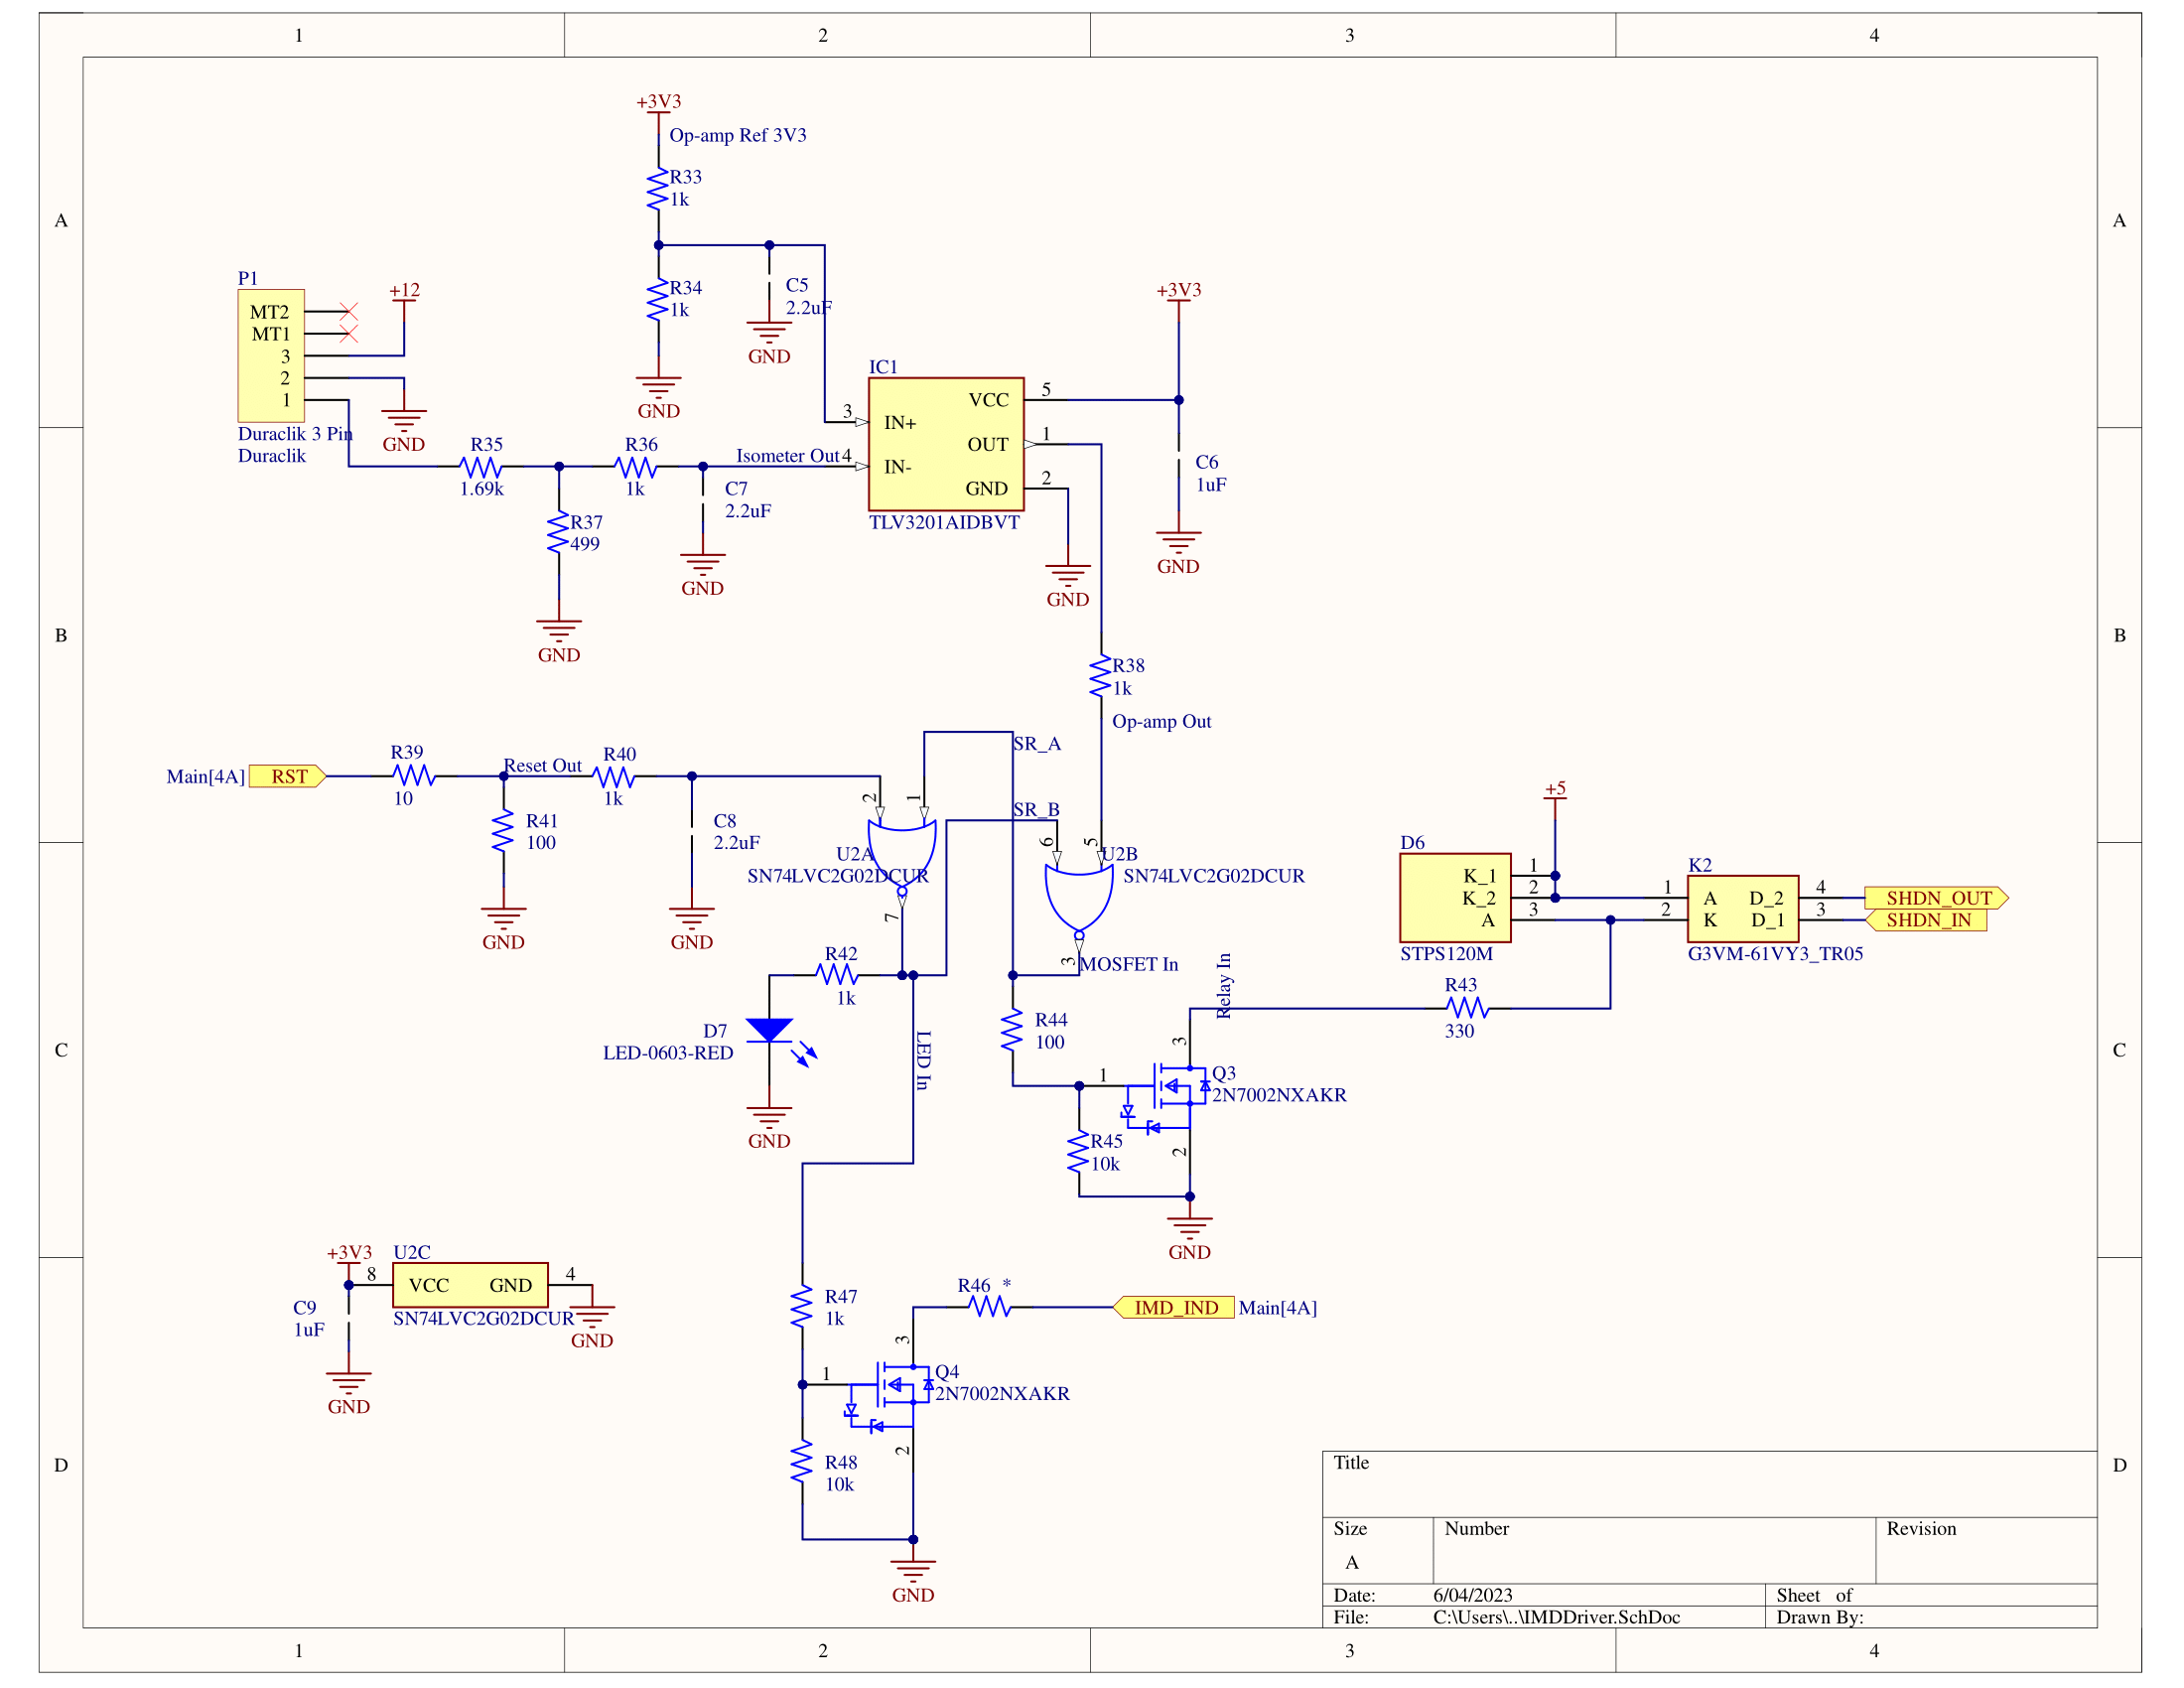 1 2 3 4
A
A
B
B
C
C
D
D
+3V3
Op-amp Ref 3V3
R33
1k
R34
1k
C5
2.2uF
GND
GND
P1
MT2
MT1
3
2
1
Duraclik 3 Pin
Duraclik
+12
GND
R35
1.69k
R36
1k
R37
499
GND
Isometer Out
C7
2.2uF
GND
IC1
3 IN+
4 IN-
VCC 5
OUT 1
GND 2
TLV3201AIDBVT
+3V3
C6
1uF
GND
GND
R38
1k
Op-amp Out
Main[4A] RST
R39
10
Reset Out
R40
1k
R41
100
GND
C8
2.2uF
GND
SR_A
SR_B
2
1
U2A
SN74LVC2G02DCUR
7
6
5
U2B
SN74LVC2G02DCUR
3
MOSFET In
R42
1k
D7
LED-0603-RED
GND
LED In
R44
100
Relay In
1
3
2
Q3
2N7002NXAKR
R45
10k
GND
R43
330
+5
D6
K_1 1
K_2 2
A 3
STPS120M
K2
1 A D_2 4
2 K D_1 3
G3VM-61VY3_TR05
SHDN_OUT
SHDN_IN
+3V3
U2C
8 VCC GND 4
SN74LVC2G02DCUR
C9
1uF
GND
GND
R47
1k
R46 *
IMD_IND Main[4A]
1
3
2
Q4
2N7002NXAKR
R48
10k
GND
Title
Size
A
Number
Revision
Date: 6/04/2023
Sheet of
File: C:\Users\..\IMDDriver.SchDoc
Drawn By:
1 2 3 4